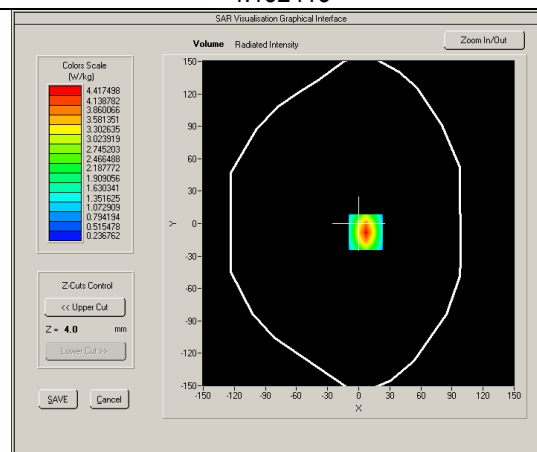 SAR Visualisation Graphical Interface
Volume Radiated Intensity
Zoom In/Out
Colors Scale
(W/kg)
4.417498
4.138782
3.860066
3.581351
3.302635
3.023919
2.745203
2.466488
2.187772
1.909056
1.630341
1.351625
1.072909
0.794194
0.515478
0.236762
Z-Cuts Control
<< Upper Cut
Z = 4.0 mm
Lower Cut >>
SAVE Cancel
150
120
90
60
30
0
-30
-60
-90
-120
-150
Y
-150 -120 -90 -60 -30 0 30 60 90 120 150
X